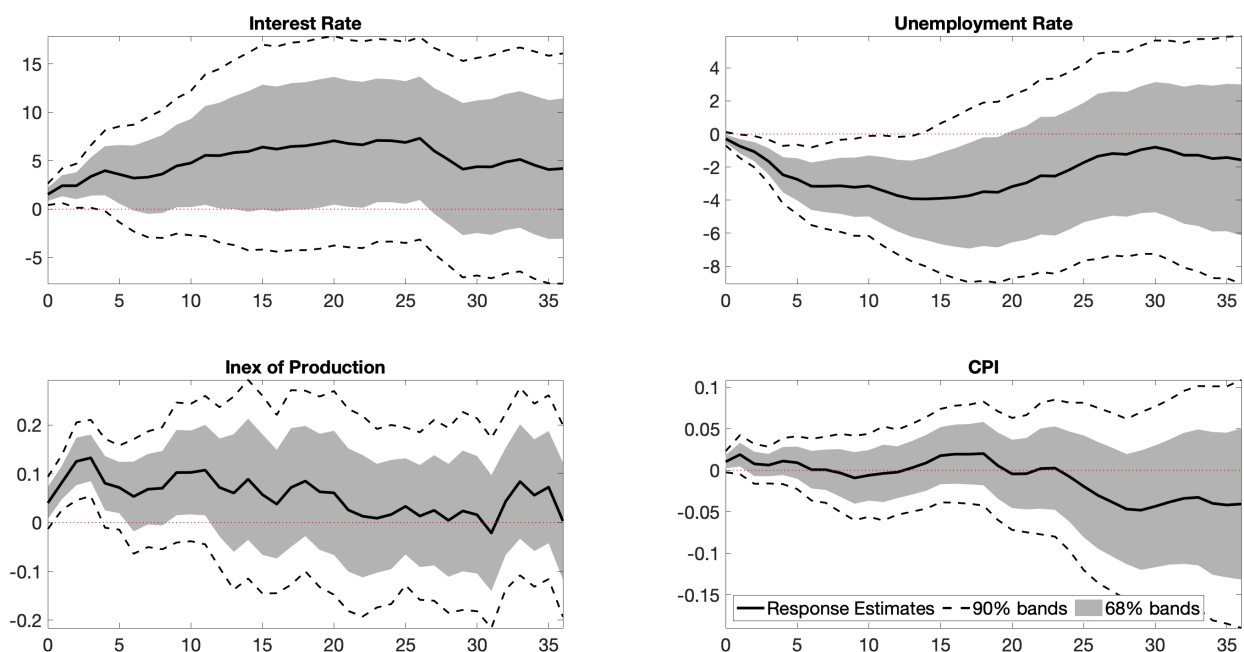 Interest Rate
15
10
5
0
-5
0 5 10 15 20 25 30 35
Unemployment Rate
4
2
0
-2
-4
-6
-8
0 5 10 15 20 25 30 35
Inex of Production
0.2
0.1
0
-0.1
-0.2
0 5 10 15 20 25 30 35
CPI
0.1
0.05
0
-0.05
-0.1
-0.15
Response Estimates 90% bands 68% bands
0 5 10 15 20 25 30 35